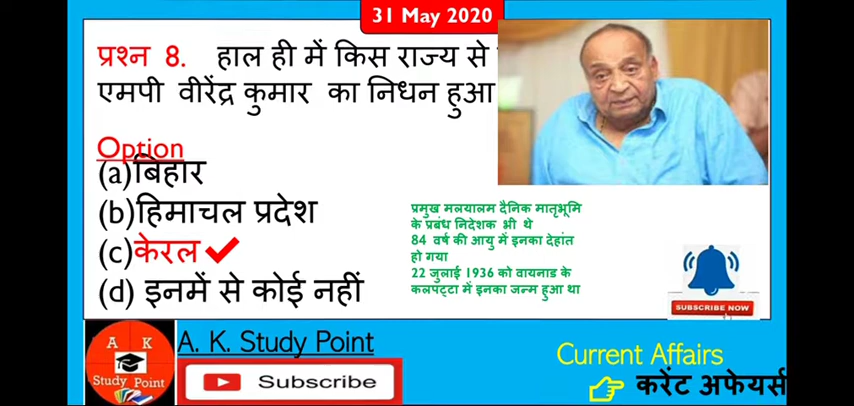 31 May 2020
प्रश्न 8. हाल ही में किस राज्य से
एमपी वीरेंद्र कुमार का निधन हुआ
Option
(a)बिहार
(b)हिमाचल प्रदेश
(c)केरल
(d) इनमें से कोई नहीं
प्रमुख मलयालम दैनिक मातृभूमि
के प्रबंध निदेशक भी थे
84 वर्ष की आयु में इनका देहांत
हो गया
22 जुलाई 1936 को वायनाड के
कलपट्टा में इनका जन्म हुआ था
SUBSCRIBE NOW
A K
Study Point
A. K. Study Point
Subscribe
Current Affairs
करेंट अफेयर्स